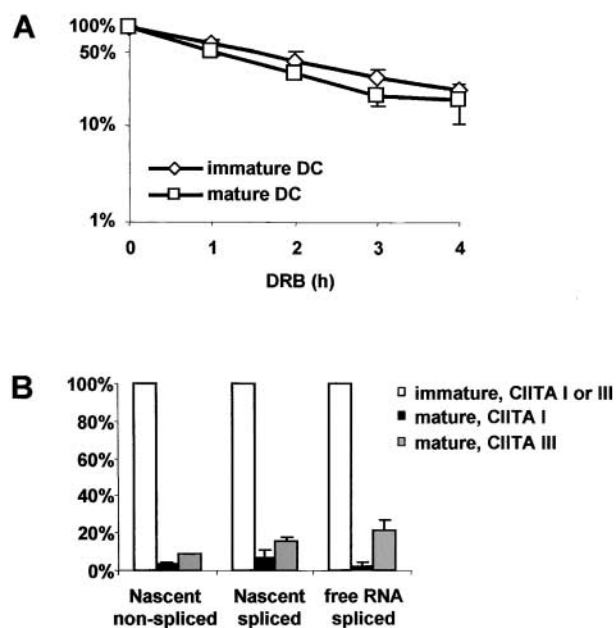 A
100%
50%
10%
1%
immature DC
mature DC
0 1 2 3 4
DRB (h)
B
100%
80%
60%
40%
20%
0%
immature, CIITA I or III
mature, CIITA I
mature, CIITA III
Nascent non-spliced
Nascent spliced
free RNA spliced